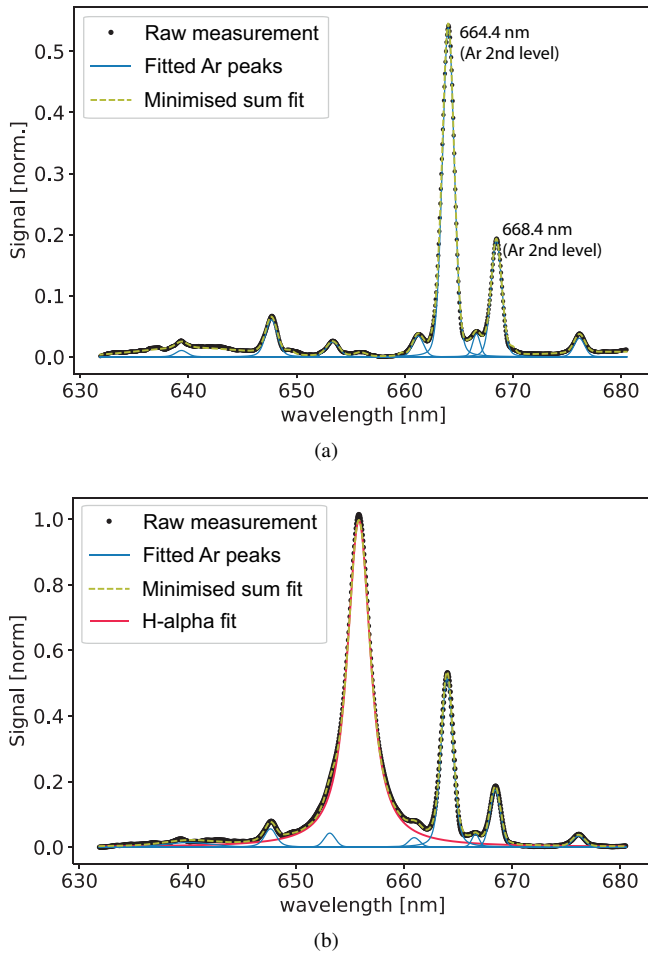 Raw measurement
Fitted Ar peaks
Minimised sum fit
664.4 nm
(Ar 2nd level)
668.4 nm
(Ar 2nd level)
Signal [norm.]
0.5
0.4
0.3
0.2
0.1
0.0
630 640 650 660 670 680
wavelength [nm]
(a)
Raw measurement
Fitted Ar peaks
Minimised sum fit
H-alpha fit
Signal [norm]
1.0
0.8
0.6
0.4
0.2
0.0
630 640 650 660 670 680
wavelength [nm]
(b)